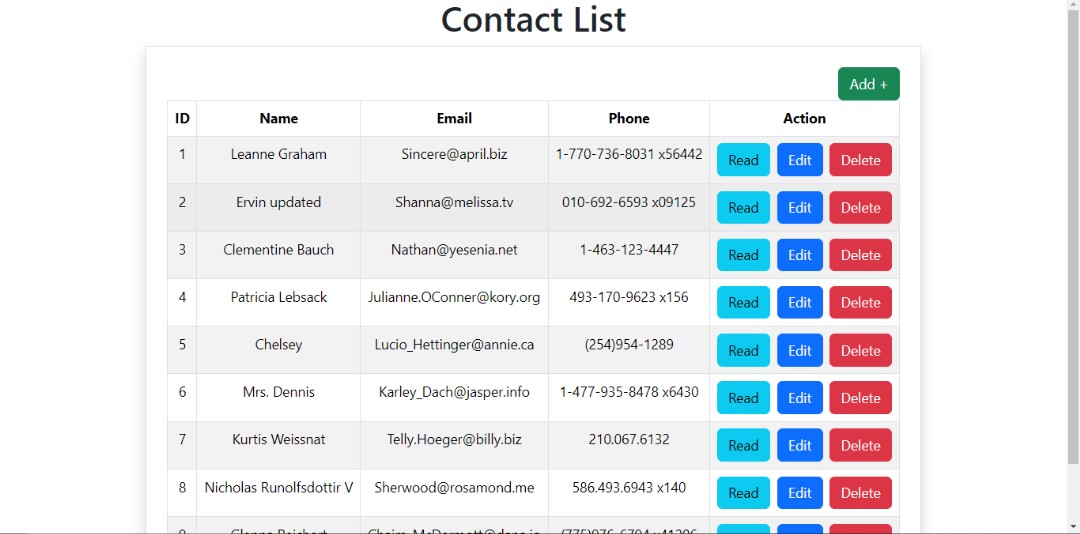 Contact List
Add +
ID Name Email Phone Action
1 Leanne Graham Sincere@april.biz 1-770-736-8031 x56442 Read Edit Delete
2 Ervin updated Shanna@melissa.tv 010-692-6593 x09125 Read Edit Delete
3 Clementine Bauch Nathan@yesenia.net 1-463-123-4447 Read Edit Delete
4 Patricia Lebsack Julianne.OConner@kory.org 493-170-9623 x156 Read Edit Delete
5 Chelsey Lucio_Hettinger@annie.ca (254)954-1289 Read Edit Delete
6 Mrs. Dennis Karley_Dach@jasper.info 1-477-935-8478 x6430 Read Edit Delete
7 Kurtis Weissnat Telly.Hoeger@billy.biz 210.067.6132 Read Edit Delete
8 Nicholas Runolfsdottir V Sherwood@rosamond.me 586.493.6943 x140 Read Edit Delete